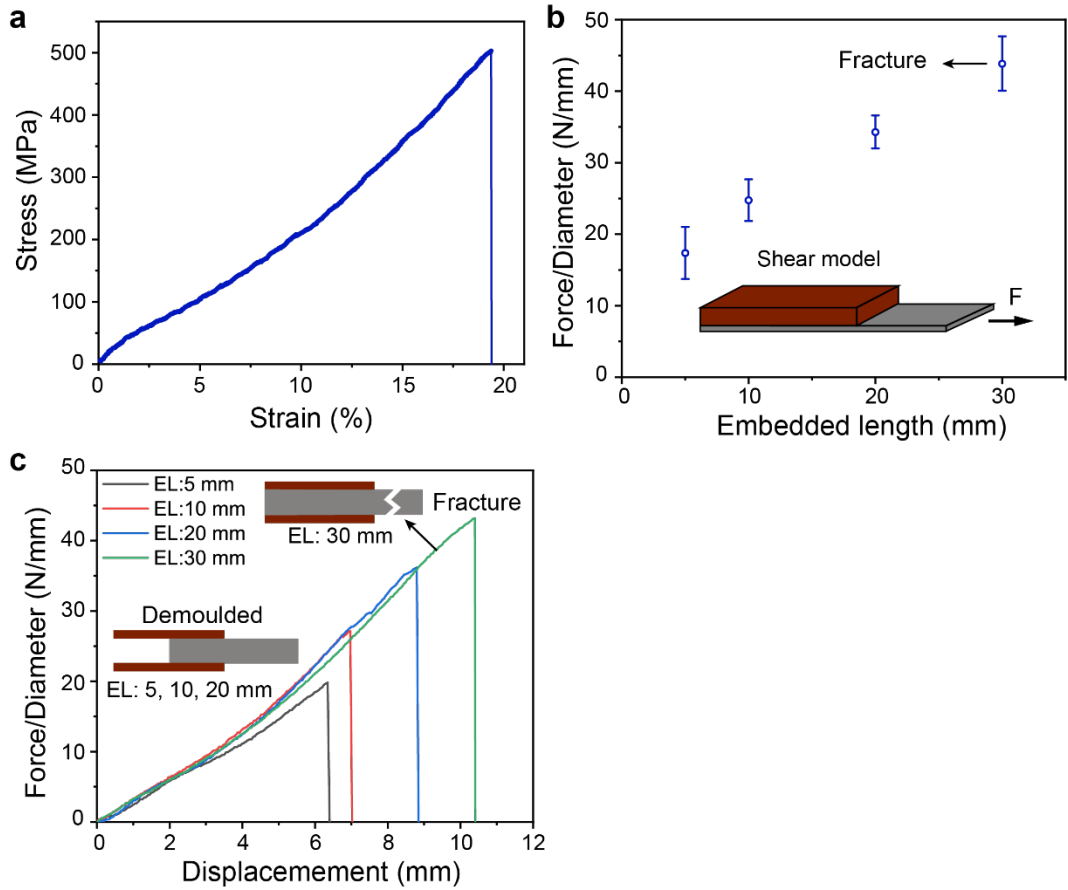 a
Stress (MPa)
500
400
300
200
100
0
0 5 10 15 20
Strain (%)
b
Force/Diameter (N/mm)
50
40
30
20
10
0
Fracture
Shear model
F
0 10 20 30
Embedded length (mm)
c
Force/Diameter (N/mm)
50
40
30
20
10
0
EL:5 mm
EL:10 mm
EL:20 mm
EL:30 mm
Fracture
EL: 30 mm
Demoulded
EL: 5, 10, 20 mm
0 2 4 6 8 10 12
Displacemement (mm)